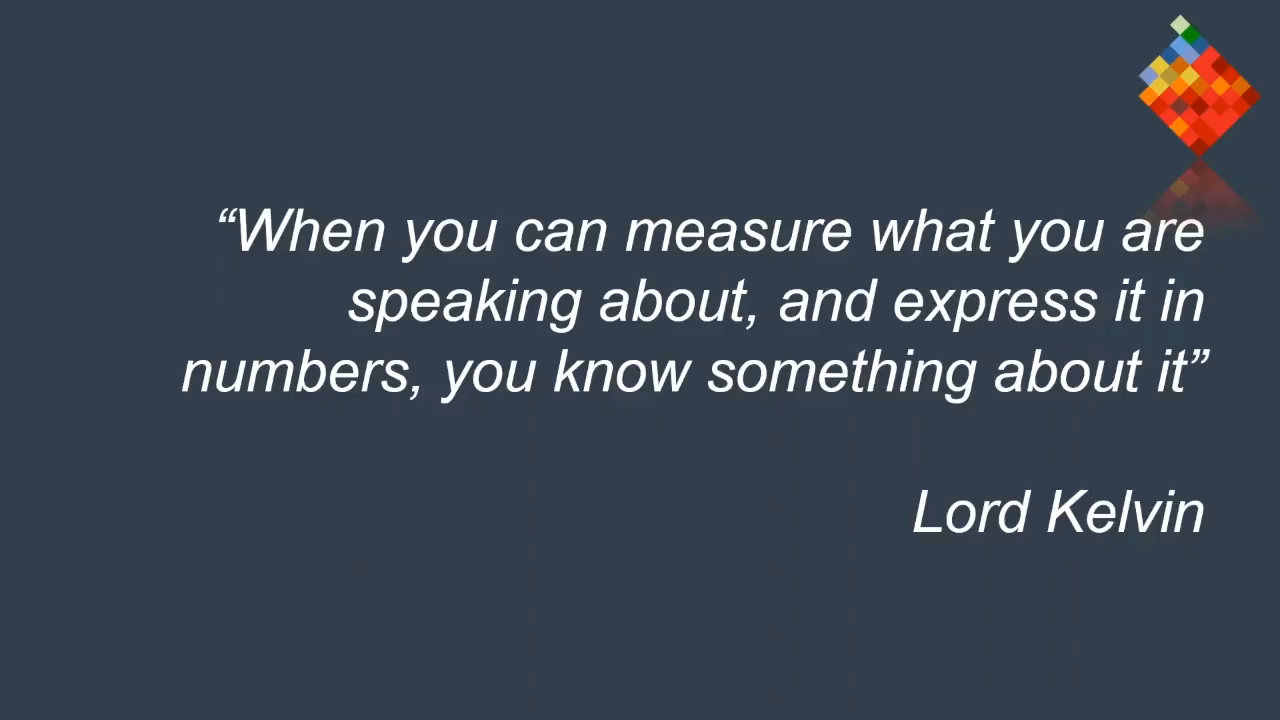 “When you can measure what you are
speaking about, and express it in
numbers, you know something about it”
Lord Kelvin